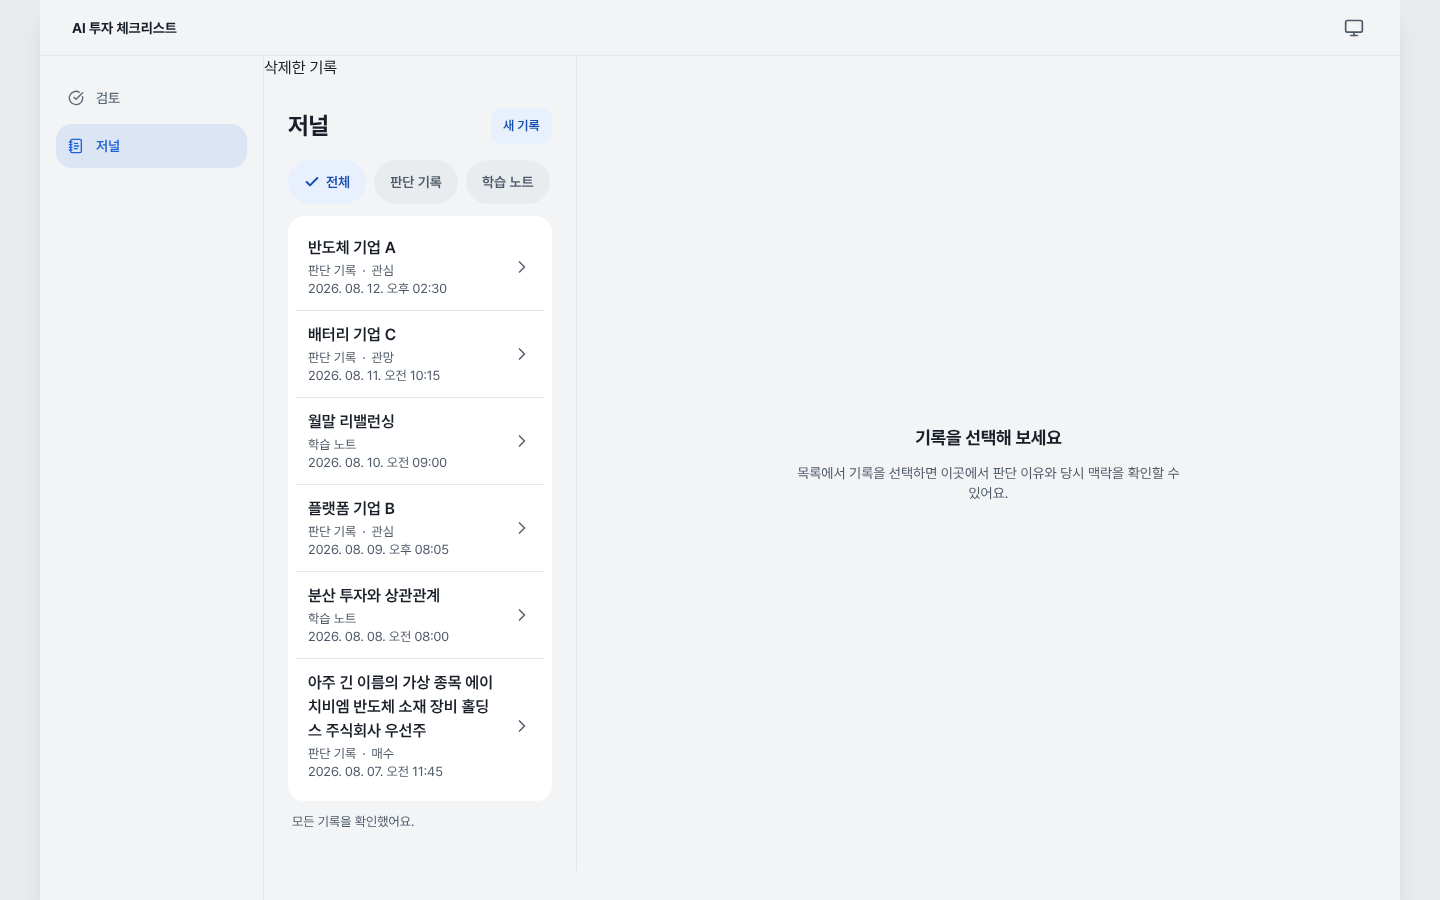 AI 투자 체크리스트
검토
저널
삭제한 기록
저널
새 기록
전체
판단 기록
학습 노트
반도체 기업 A
판단 기록 · 관심
2026. 08. 12. 오후 02:30
배터리 기업 C
판단 기록 · 관망
2026. 08. 11. 오전 10:15
월말 리밸런싱
학습 노트
2026. 08. 10. 오전 09:00
플랫폼 기업 B
판단 기록 · 관심
2026. 08. 09. 오후 08:05
분산 투자와 상관관계
학습 노트
2026. 08. 08. 오전 08:00
아주 긴 이름의 가상 종목 에이
치비엠 반도체 소재 장비 홀딩
스 주식회사 우선주
판단 기록 · 매수
2026. 08. 07. 오전 11:45
모든 기록을 확인했어요.
기록을 선택해 보세요
목록에서 기록을 선택하면 이곳에서 판단 이유와 당시 맥락을 확인할 수
있어요.